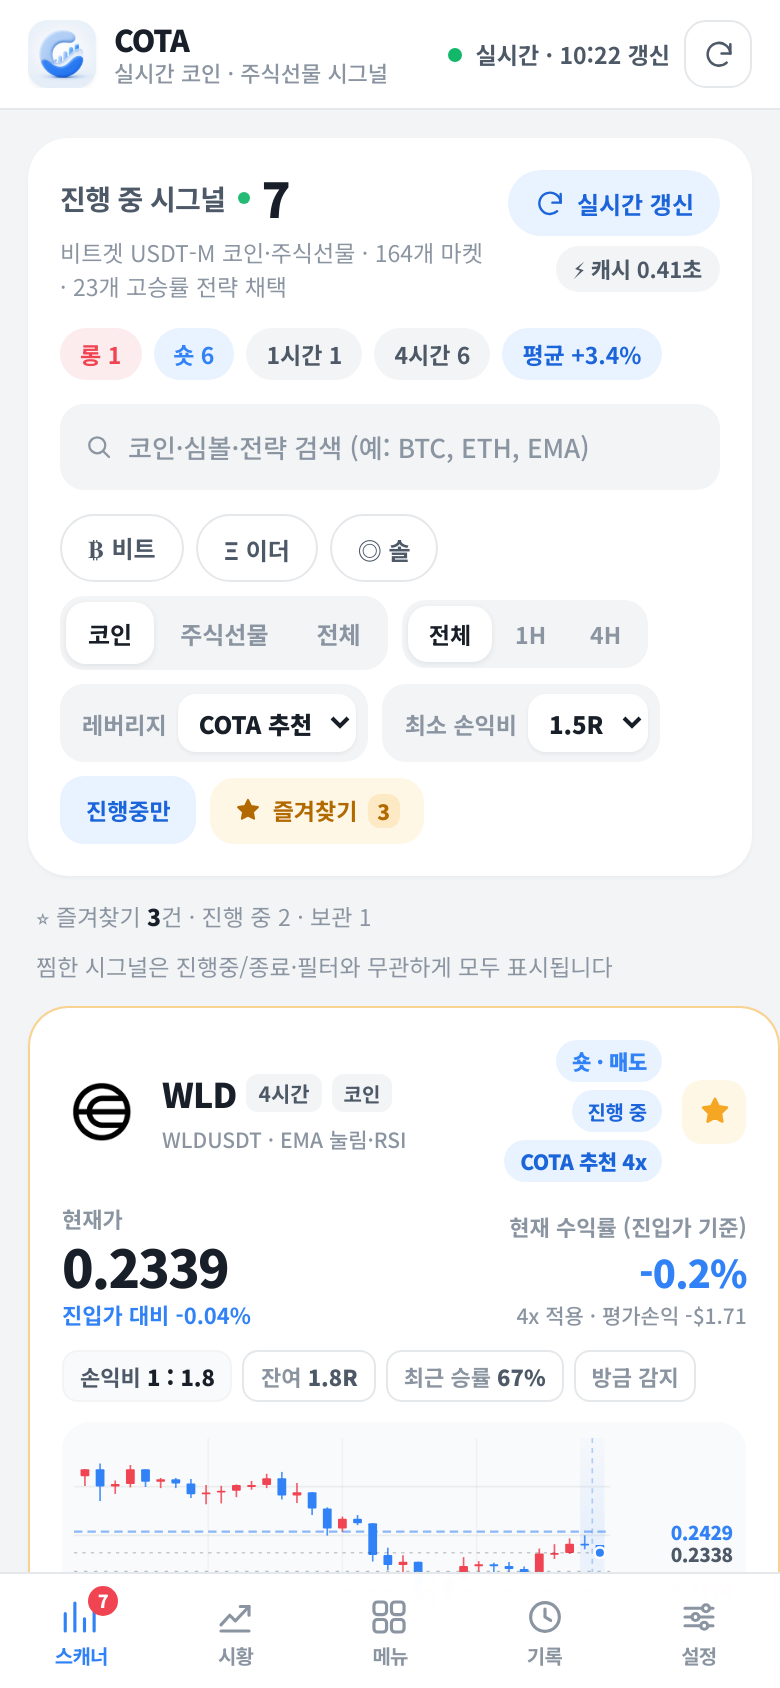 COTA
실시간 코인 · 주식선물 시그널
실시간 · 10:22 갱신
진행 중 시그널 7
실시간 갱신
비트겟 USDT-M 코인·주식선물 · 164개 마켓
· 23개 고승률 전략 채택
⚡ 캐시 0.41초
롱 1
숏 6
1시간 1
4시간 6
평균 +3.4%
코인·심볼·전략 검색 (예: BTC, ETH, EMA)
₿ 비트
Ξ 이더
◎ 솔
코인
주식선물
전체
전체
1H
4H
레버리지
COTA 추천
최소 손익비
1.5R
진행중만
★ 즐겨찾기 3
☆ 즐겨찾기 3건 · 진행 중 2 · 보관 1
찜한 시그널은 진행중/종료·필터와 무관하게 모두 표시됩니다
WLD
4시간
코인
WLDUSDT · EMA 눌림·RSI
숏 · 매도
진행 중
COTA 추천 4x
현재가
0.2339
진입가 대비 -0.04%
현재 수익률 (진입가 기준)
-0.2%
4x 적용 · 평가손익 -$1.71
손익비 1 : 1.8
잔여 1.8R
최근 승률 67%
방금 감지
0.2429
0.2338
7
스캐너
시황
메뉴
기록
설정